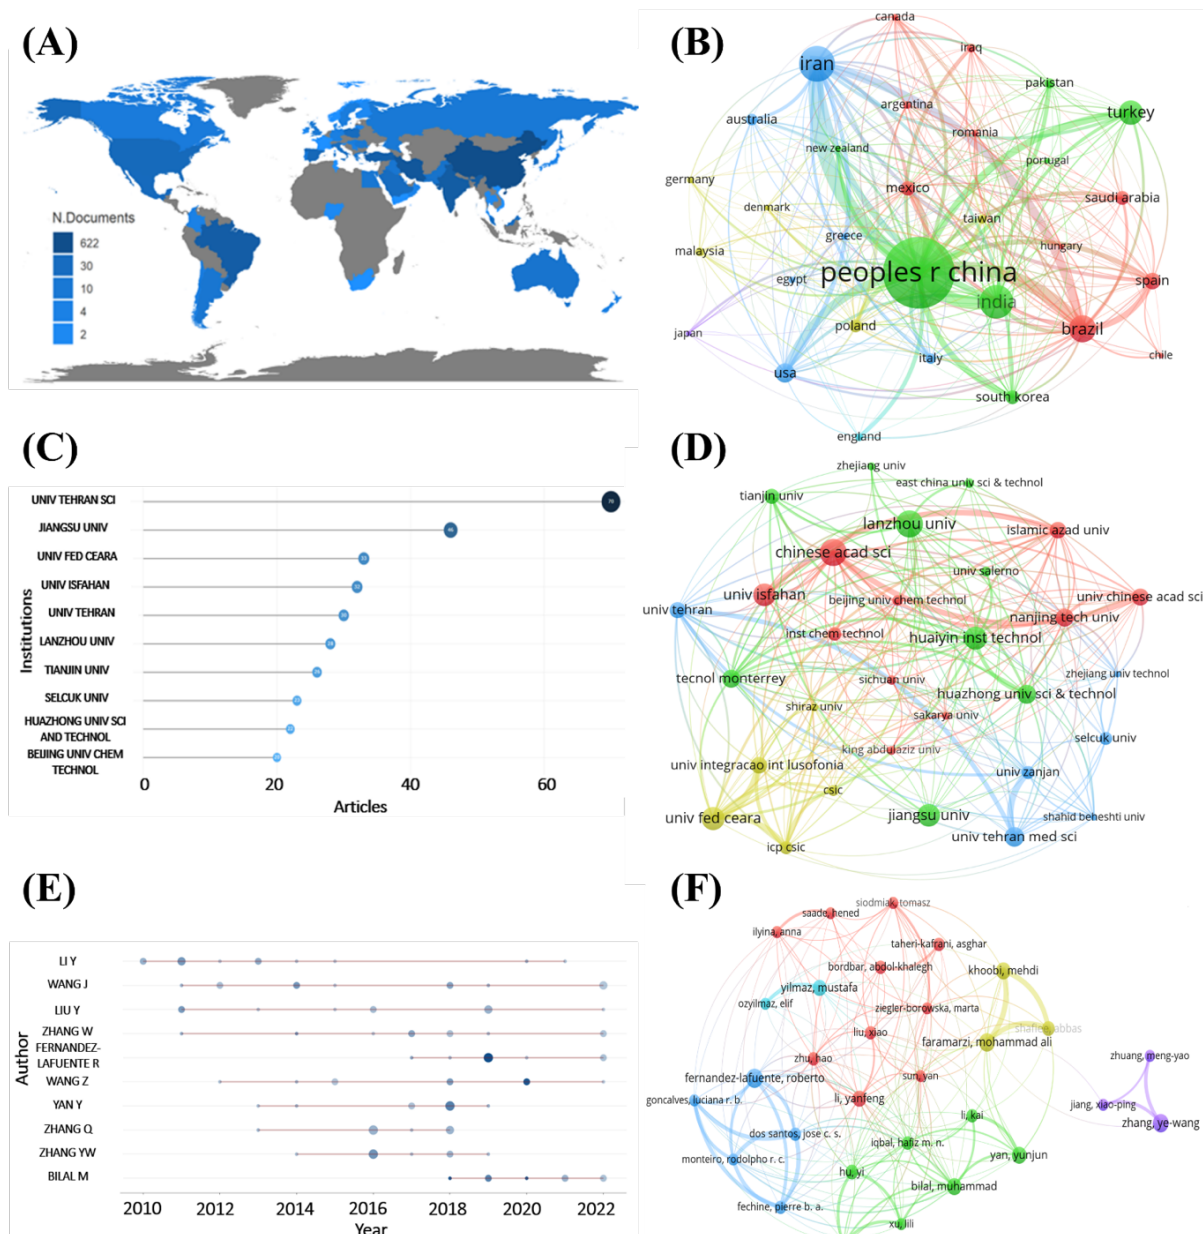 (A)
N.Documents
622
30
10
4
2
(B)
canada
iran
iraq
pakistan
argentina
turkey
australia
romania
new zealand
portugal
germany
mexico
saudi arabia
denmark
taiwan
greece
hungary
malaysia
peoples r china
egypt
spain
india
japan
poland
brazil
italy
chile
usa
south korea
england
(C)
Institutions
UNIV TEHRAN SCI
70
JIANGSU UNIV
46
UNIV FED CEARA
33
UNIV ISFAHAN
32
UNIV TEHRAN
30
LANZHOU UNIV
28
TIANJIN UNIV
26
SELCUK UNIV
23
HUAZHONG UNIV SCI
AND TECHNOL
22
BEIJING UNIV CHEM
TECHNOL
20
0 20 40 60
Articles
(D)
zhejiang univ
east china univ sci & technol
tianjin univ
lanzhou univ
islamic azad univ
chinese acad sci
univ salerno
univ isfahan
beijing univ chem technol
univ chinese acad sci
univ tehran
nanjing tech univ
inst chem technol
huaiyin inst technol
tecnol monterrey
sichuan univ
zhejiang univ technol
huazhong univ sci & technol
shiraz univ
sakarya univ
selcuk univ
king abdulaziz univ
univ integracao int lusofonia
univ zanjan
csic
univ fed ceara
jiangsu univ
shahid beheshti univ
univ tehran med sci
icp csic
(E)
Author
LI Y
WANG J
LIU Y
ZHANG W
FERNANDEZ-
LAFUENTE R
WANG Z
YAN Y
ZHANG Q
ZHANG YW
BILAL M
2010 2012 2014 2016 2018 2020 2022
Year
(F)
siodmiak, tomasz
saade, hened
ilyina, anna
taheri-kafrani, asghar
bordbar, abdol-khalegh
khoobi, mehdi
yilmaz, mustafa
ozyilmaz, elif
ziegler-borowska, marta
shafiee, abbas
liu, xiao
faramarzi, mohammad ali
zhu, hao
zhuang, meng-yao
sun, yan
fernandez-lafuente, roberto
goncalves, luciana r. b.
li, yanfeng
jiang, xiao-ping
li, kai
zhang, ye-wang
dos santos, jose c. s.
iqbal, hafiz m. n.
yan, yunjun
monteiro, rodolpho r. c.
hu, yi
bilal, muhammad
fechine, pierre b. a.
xu, lili